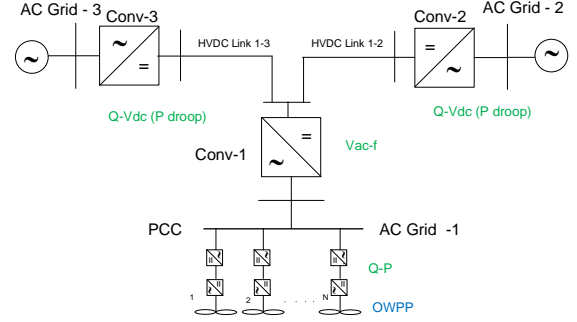 AC Grid - 3
Conv-3
Conv-2
AC Grid - 2
HVDC Link 1-3
HVDC Link 1-2
~
~
=
=
~
~
Q-Vdc (P droop)
Q-Vdc (P droop)
=
~
Conv-1
Vac-f
PCC
AC Grid -1
Q-P
1
2
. . . .
N
OWPP